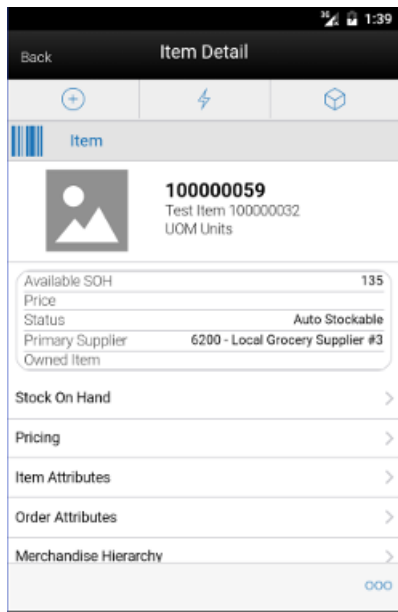 3G 1:39
Back Item Detail
Item
100000059
Test Item 100000032
UOM Units
Available SOH 135
Price
Status Auto Stockable
Primary Supplier 6200 - Local Grocery Supplier #3
Owned Item
Stock On Hand
Pricing
Item Attributes
Order Attributes
Merchandise Hierarchy